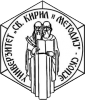 УНИВЕРЗИТЕТ „СВ. КИРИЛ И МЕТОДИЈ“ - СКОПЈЕ